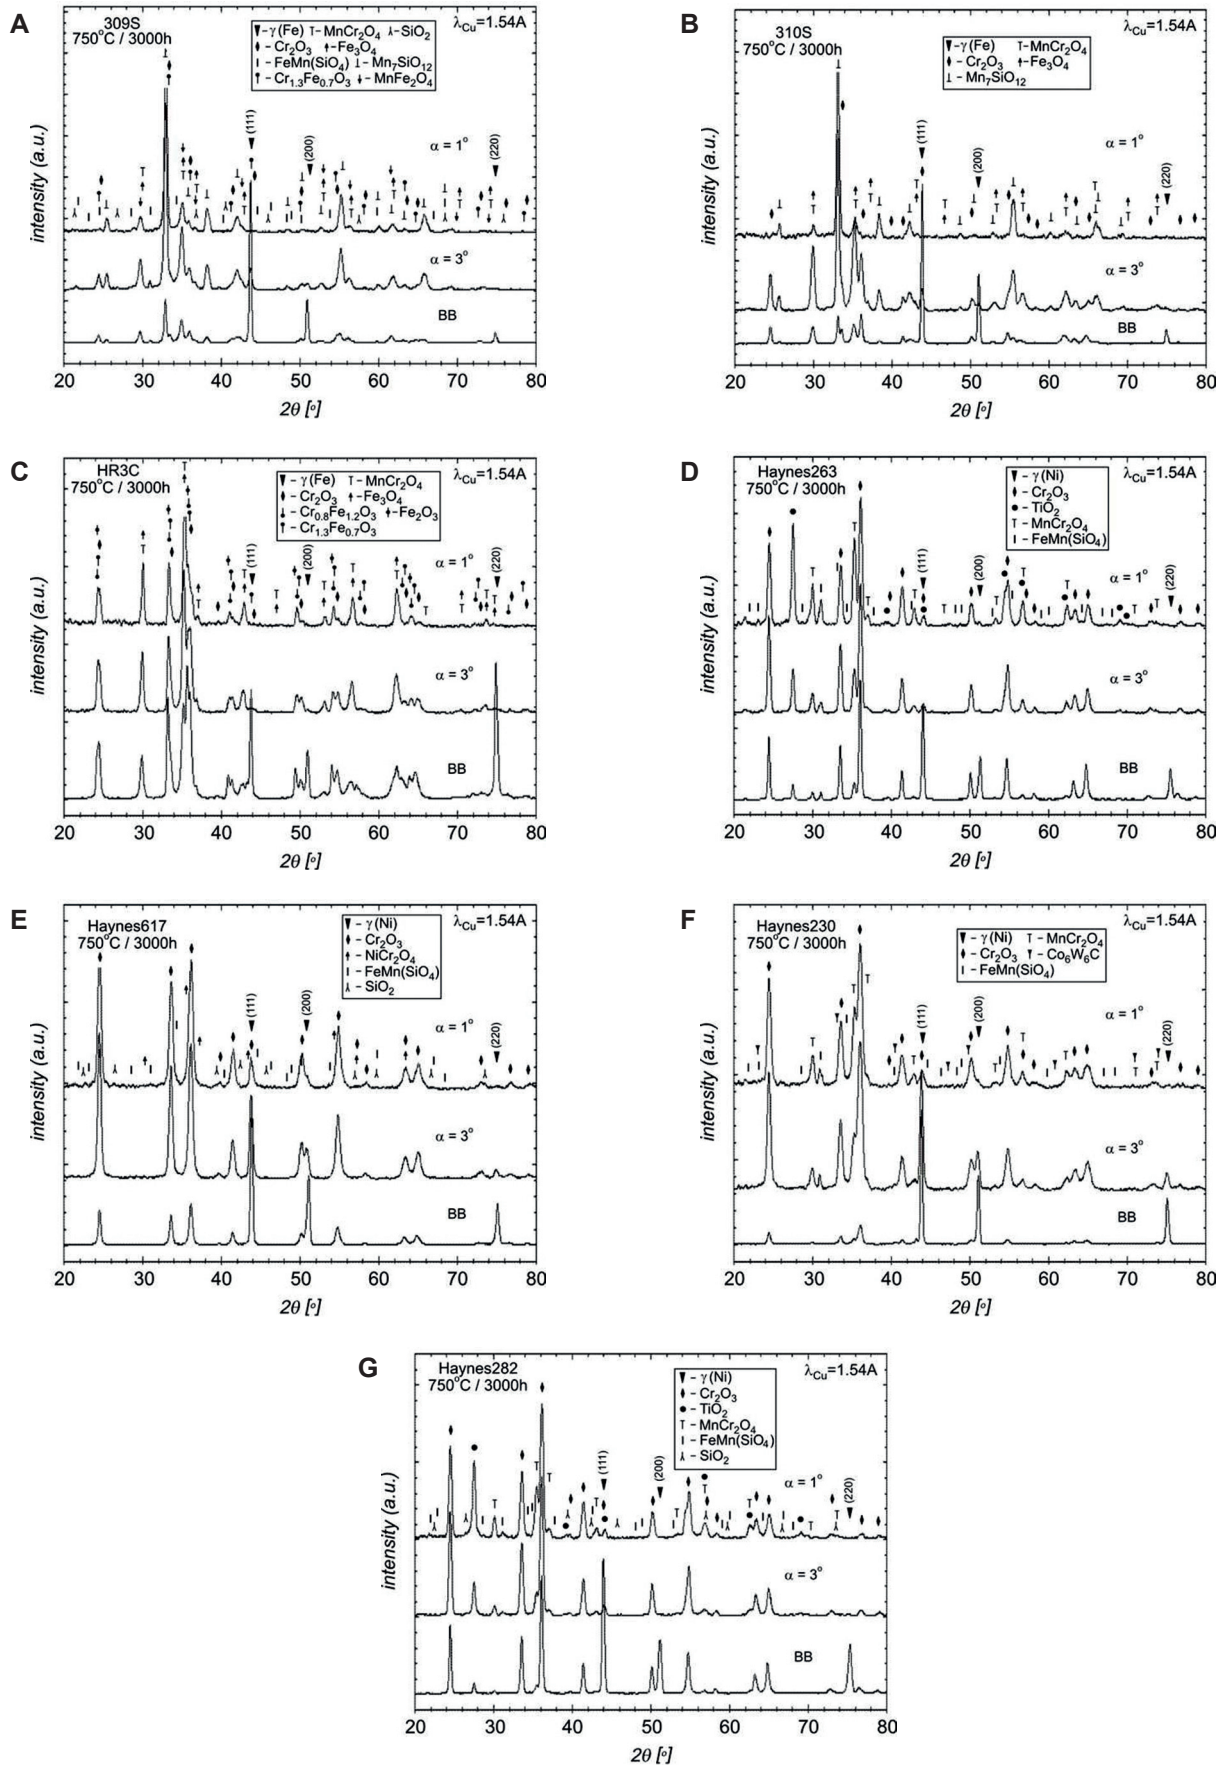 A
309S
750°C / 3000h
λCu=1.54A
γ(Fe) MnCr2O4 SiO2
Cr2O3 Fe3O4
FeMn(SiO4) Mn7SiO12
Cr1.3Fe0.7O3 MnFe2O4
(111)
(200)
(220)
α = 1°
α = 3°
BB
intensity (a.u.)
20 30 40 50 60 70 80
2θ [°]
B
310S
750°C / 3000h
λCu=1.54A
γ(Fe) MnCr2O4
Cr2O3 Fe3O4
Mn7SiO12
(111)
(200)
(220)
α = 1°
α = 3°
BB
intensity (a.u.)
20 30 40 50 60 70 80
2θ [°]
C
HR3C
750°C / 3000h
λCu=1.54A
γ(Fe) MnCr2O4
Cr2O3 Fe3O4
Cr0.8Fe1.2O3 Fe2O3
Cr1.3Fe0.7O3
(111)
(200)
(220)
α = 1°
α = 3°
BB
intensity (a.u.)
20 30 40 50 60 70 80
2θ [°]
D
Haynes263
750°C / 3000h
λCu=1.54A
γ(Ni)
Cr2O3
TiO2
MnCr2O4
FeMn(SiO4)
(111)
(200)
(220)
α = 1°
α = 3°
BB
intensity (a.u.)
20 30 40 50 60 70 80
2θ [°]
E
Haynes617
750°C / 3000h
λCu=1.54A
γ(Ni)
Cr2O3
NiCr2O4
FeMn(SiO4)
SiO2
(111)
(200)
(220)
α = 1°
α = 3°
BB
intensity (a.u.)
20 30 40 50 60 70 80
2θ [°]
F
Haynes230
750°C / 3000h
λCu=1.54A
γ(Ni) MnCr2O4
Cr2O3 Co6W6C
FeMn(SiO4)
(111)
(200)
(220)
α = 1°
α = 3°
BB
intensity (a.u.)
20 30 40 50 60 70 80
2θ [°]
G
Haynes282
750°C / 3000h
λCu=1.54A
γ(Ni)
Cr2O3
TiO2
MnCr2O4
FeMn(SiO4)
SiO2
(111)
(200)
(220)
α = 1°
α = 3°
BB
intensity (a.u.)
20 30 40 50 60 70 80
2θ [°]